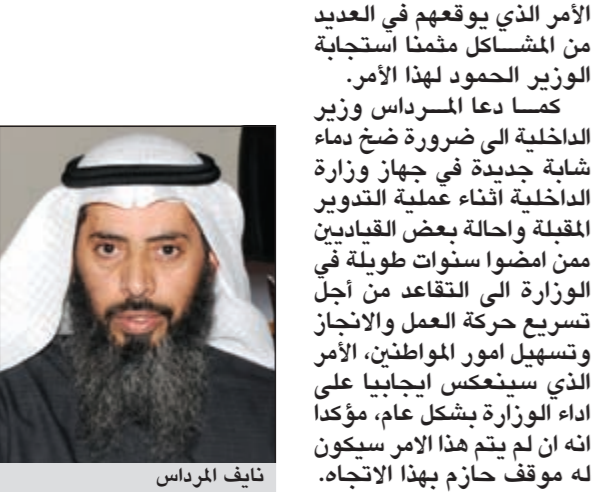 الأمر الذي يوقعهم في العديد
من المشـــاكل مثمنا استجابة
الوزير الحمود لهذا الأمر.
كمـــا دعا المـــرداس وزير
الداخلية الى ضرورة ضخ دماء
شابة جديدة في جهاز وزارة
الداخلية اثناء عملية التدوير
المقبلة واحالة بعض القياديين
ممن امضوا سنوات طويلة في
الوزارة الى التقاعد من أجل
تسريع حركة العمل والانجاز
وتسهيل امور المواطنين، الأمر
الذي سينعكس ايجابيا على
اداء الوزارة بشكل عام، مؤكدا
انه ان لم يتم هذا الامر سيكون
له موقف حازم بهذا الاتجاه.
نايف المرداس